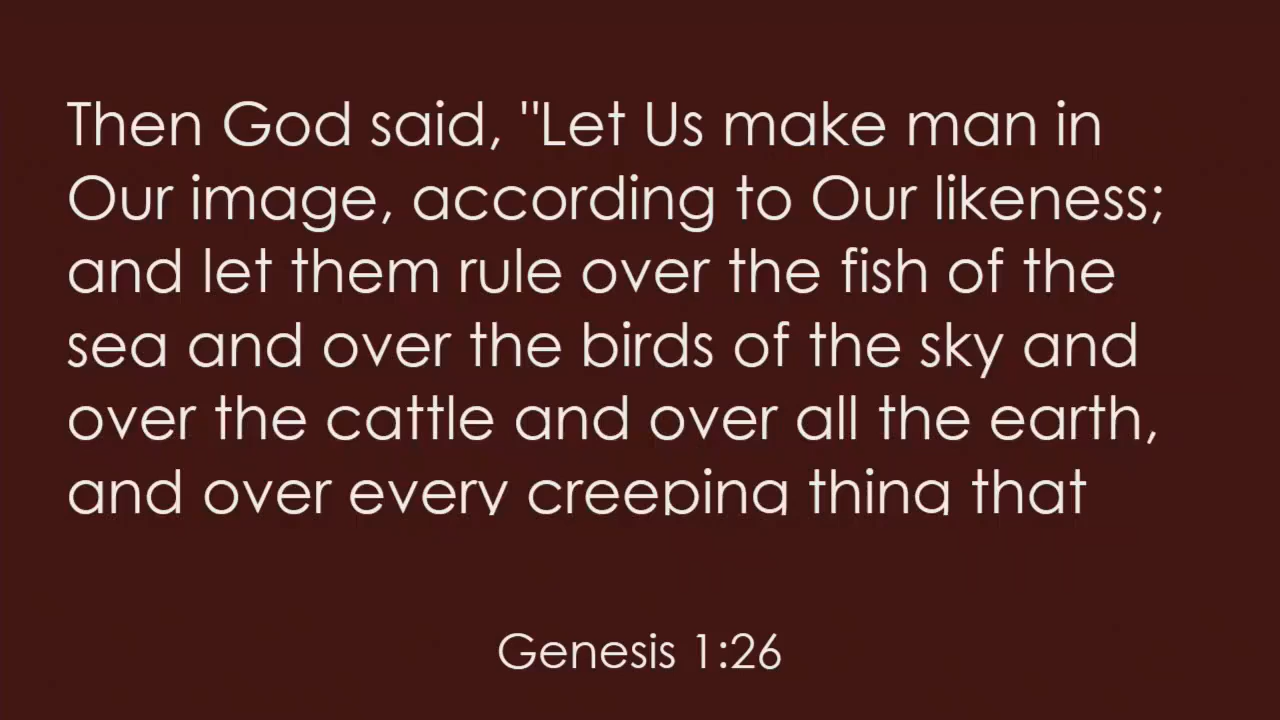 Then God said, "Let Us make man in
Our image, according to Our likeness;
and let them rule over the fish of the
sea and over the birds of the sky and
over the cattle and over all the earth,
and over every creeping thing that
Genesis 1:26